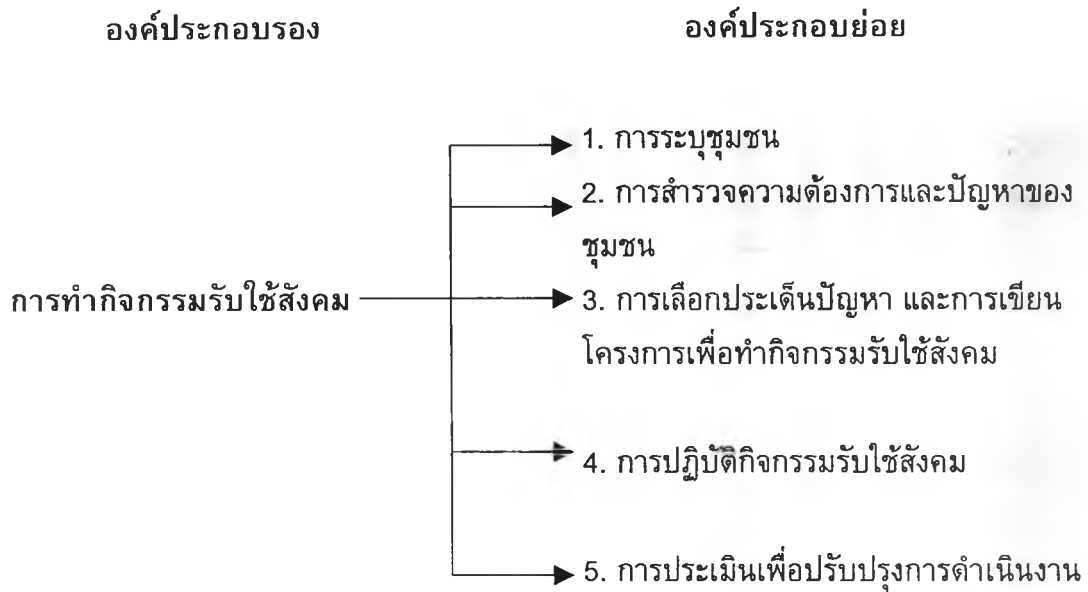 องค์ประกอบรอง
องค์ประกอบย่อย
1. การระบุชุมชน
2. การสำรวจความต้องการและปัญหาของ
ชุมชน
การทำกิจกรรมรับใช้สังคม
3. การเลือกประเด็นปัญหา และการเขียน
โครงการเพื่อทำกิจกรรมรับใช้สังคม
4. การปฏิบัติกิจกรรมรับใช้สังคม
5. การประเมินเพื่อปรับปรุงการดำเนินงาน